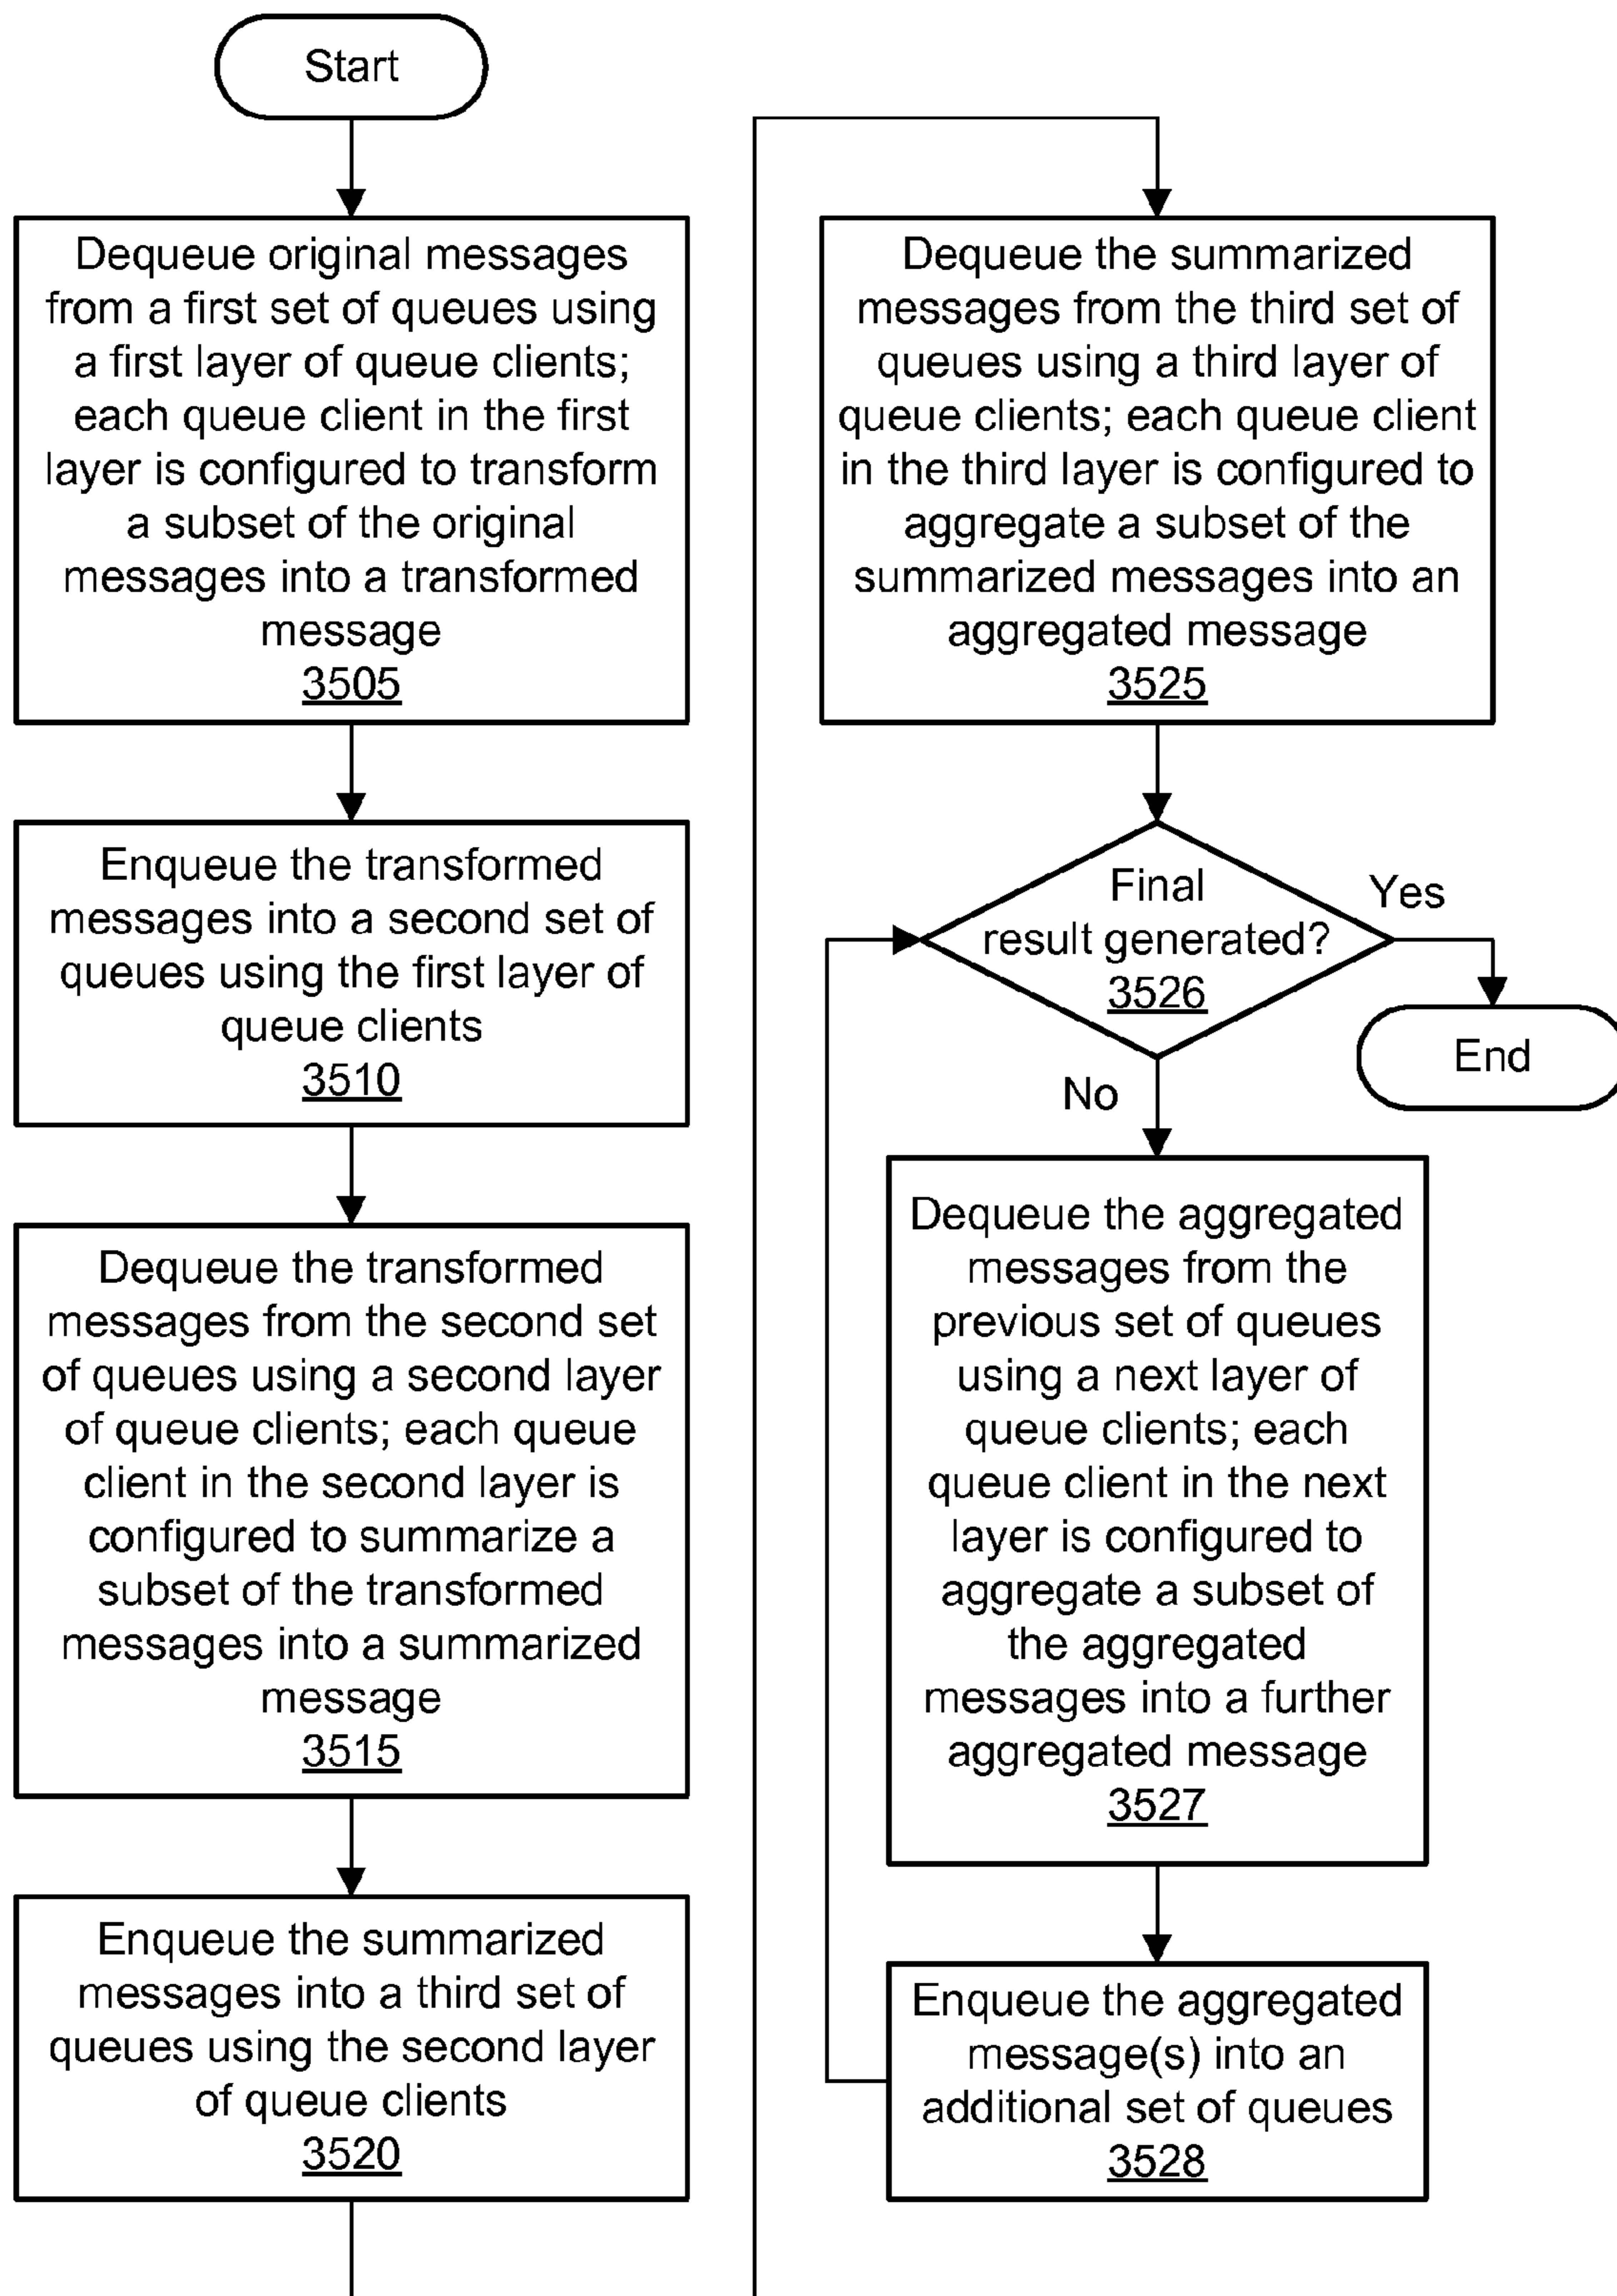 Start
Dequeue original messages
from a first set of queues using
a first layer of queue clients;
each queue client in the first
layer is configured to transform
a subset of the original
messages into a transformed
message
3505
Enqueue the transformed
messages into a second set of
queues using the first layer of
queue clients
3510
Dequeue the transformed
messages from the second set
of queues using a second layer
of queue clients; each queue
client in the second layer is
configured to summarize a
subset of the transformed
messages into a summarized
message
3515
Enqueue the summarized
messages into a third set of
queues using the second layer
of queue clients
3520
Dequeue the summarized
messages from the third set of
queues using a third layer of
queue clients; each queue client
in the third layer is configured to
aggregate a subset of the
summarized messages into an
aggregated message
3525
Final
result generated?
3526
Yes
End
No
Dequeue the aggregated
messages from the
previous set of queues
using a next layer of
queue clients; each
queue client in the next
layer is configured to
aggregate a subset of
the aggregated
messages into a further
aggregated message
3527
Enqueue the aggregated
message(s) into an
additional set of queues
3528